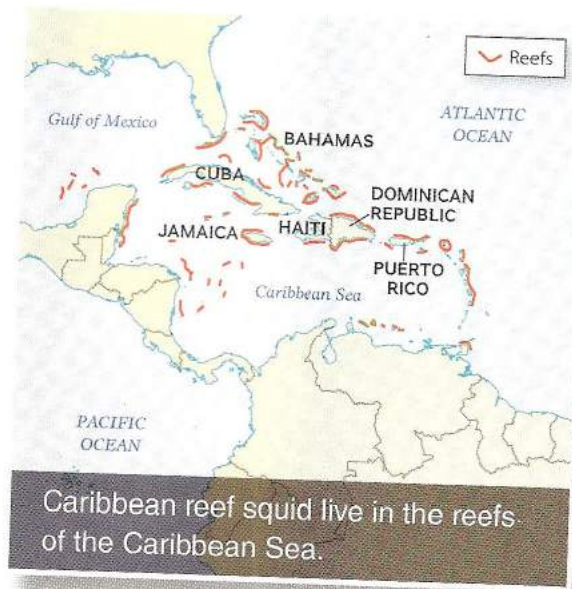 Reefs
Gulf of Mexico
ATLANTIC
OCEAN
BAHAMAS
CUBA
DOMINICAN
REPUBLIC
JAMAICA
HAITI
PUERTO
RICO
Caribbean Sea
PACIFIC
OCEAN
Caribbean reef squid live in the reefs
of the Caribbean Sea.